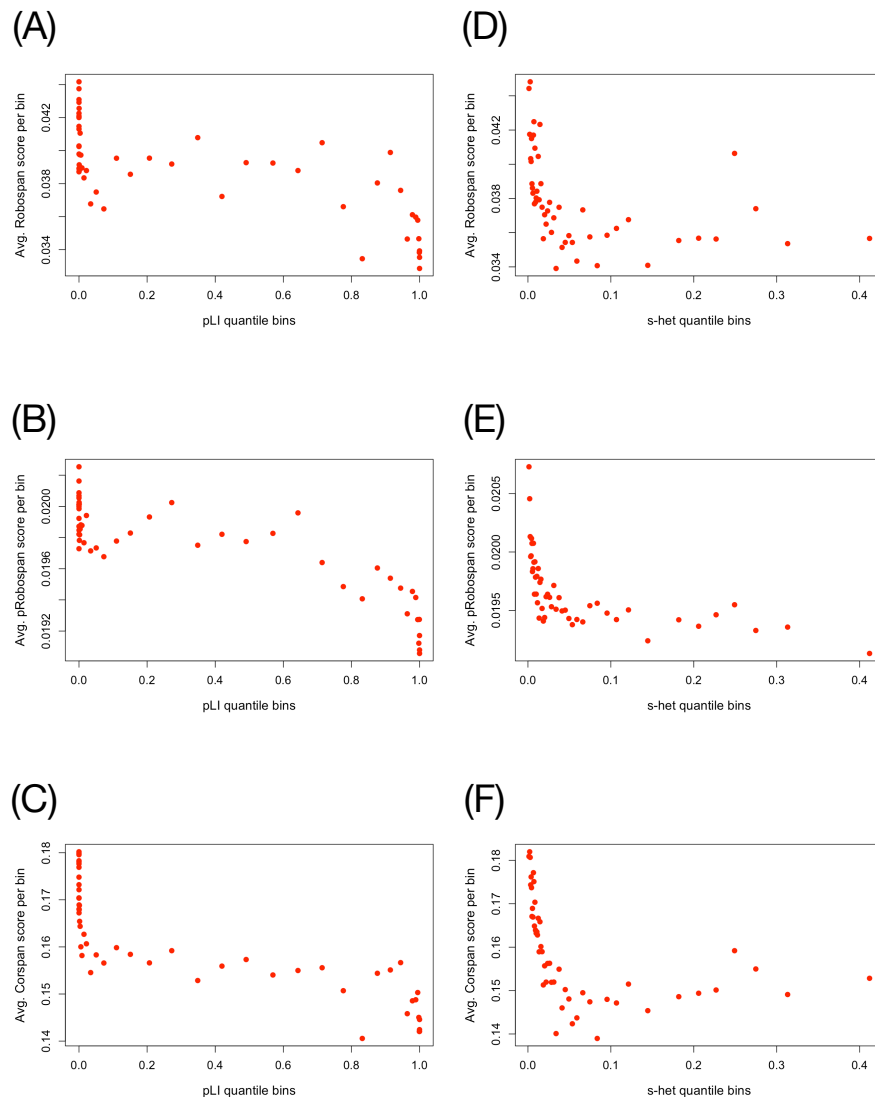 (A)
Avg. Robospan score per bin
0.034 0.038 0.042
0.0 0.2 0.4 0.6 0.8 1.0
pLI quantile bins
(D)
Avg. Robospan score per bin
0.034 0.038 0.042
0.0 0.1 0.2 0.3 0.4
s-het quantile bins
(B)
Avg. pRobospan score per bin
0.0192 0.0196 0.0200
0.0 0.2 0.4 0.6 0.8 1.0
pLI quantile bins
(E)
Avg. pRobospan score per bin
0.0195 0.0200 0.0205
0.0 0.1 0.2 0.3 0.4
s-het quantile bins
(C)
Avg. Corspan score per bin
0.14 0.15 0.16 0.17 0.18
0.0 0.2 0.4 0.6 0.8 1.0
pLI quantile bins
(F)
Avg. Corspan score per bin
0.14 0.15 0.16 0.17 0.18
0.0 0.1 0.2 0.3 0.4
s-het quantile bins